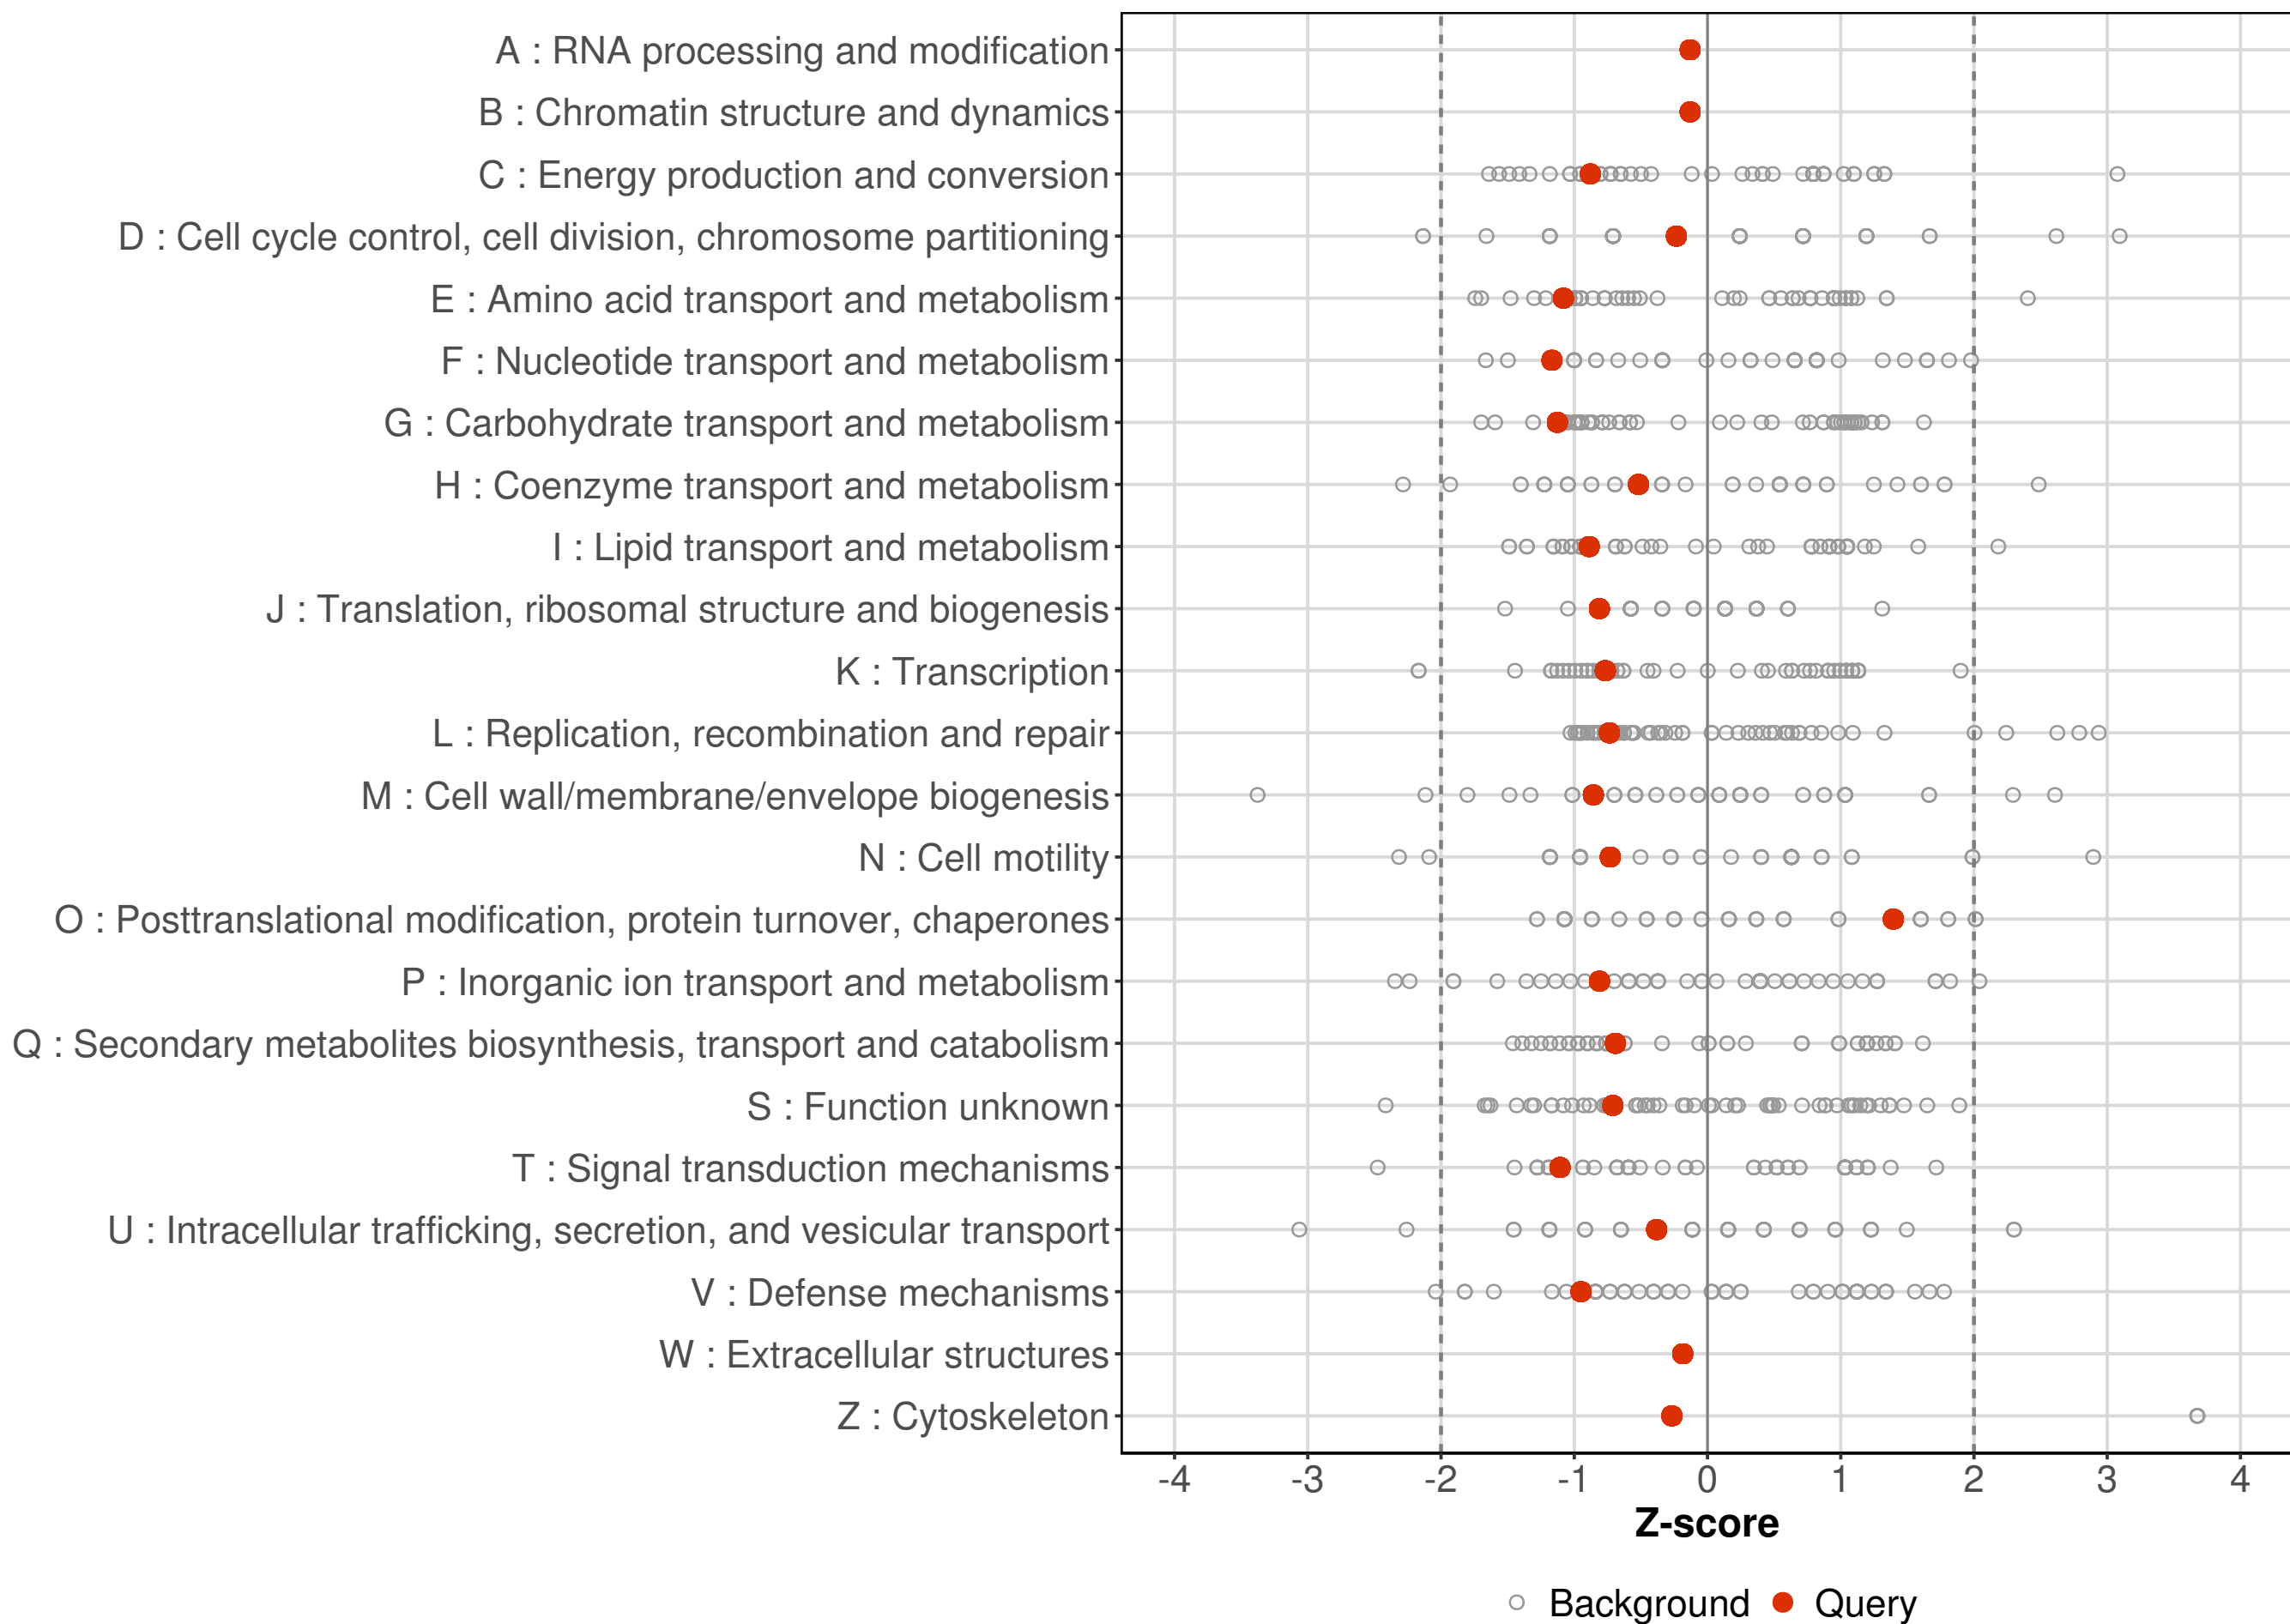 A : RNA processing and modification
B : Chromatin structure and dynamics
C : Energy production and conversion
D : Cell cycle control, cell division, chromosome partitioning
E : Amino acid transport and metabolism
F : Nucleotide transport and metabolism
G : Carbohydrate transport and metabolism
H : Coenzyme transport and metabolism
I : Lipid transport and metabolism
J : Translation, ribosomal structure and biogenesis
K : Transcription
L : Replication, recombination and repair
M : Cell wall/membrane/envelope biogenesis
N : Cell motility
O : Posttranslational modification, protein turnover, chaperones
P : Inorganic ion transport and metabolism
Q : Secondary metabolites biosynthesis, transport and catabolism
S : Function unknown
T : Signal transduction mechanisms
U : Intracellular trafficking, secretion, and vesicular transport
V : Defense mechanisms
W : Extracellular structures
Z : Cytoskeleton
-4 -3 -2 -1 0 1 2 3 4
Z-score
Background Query